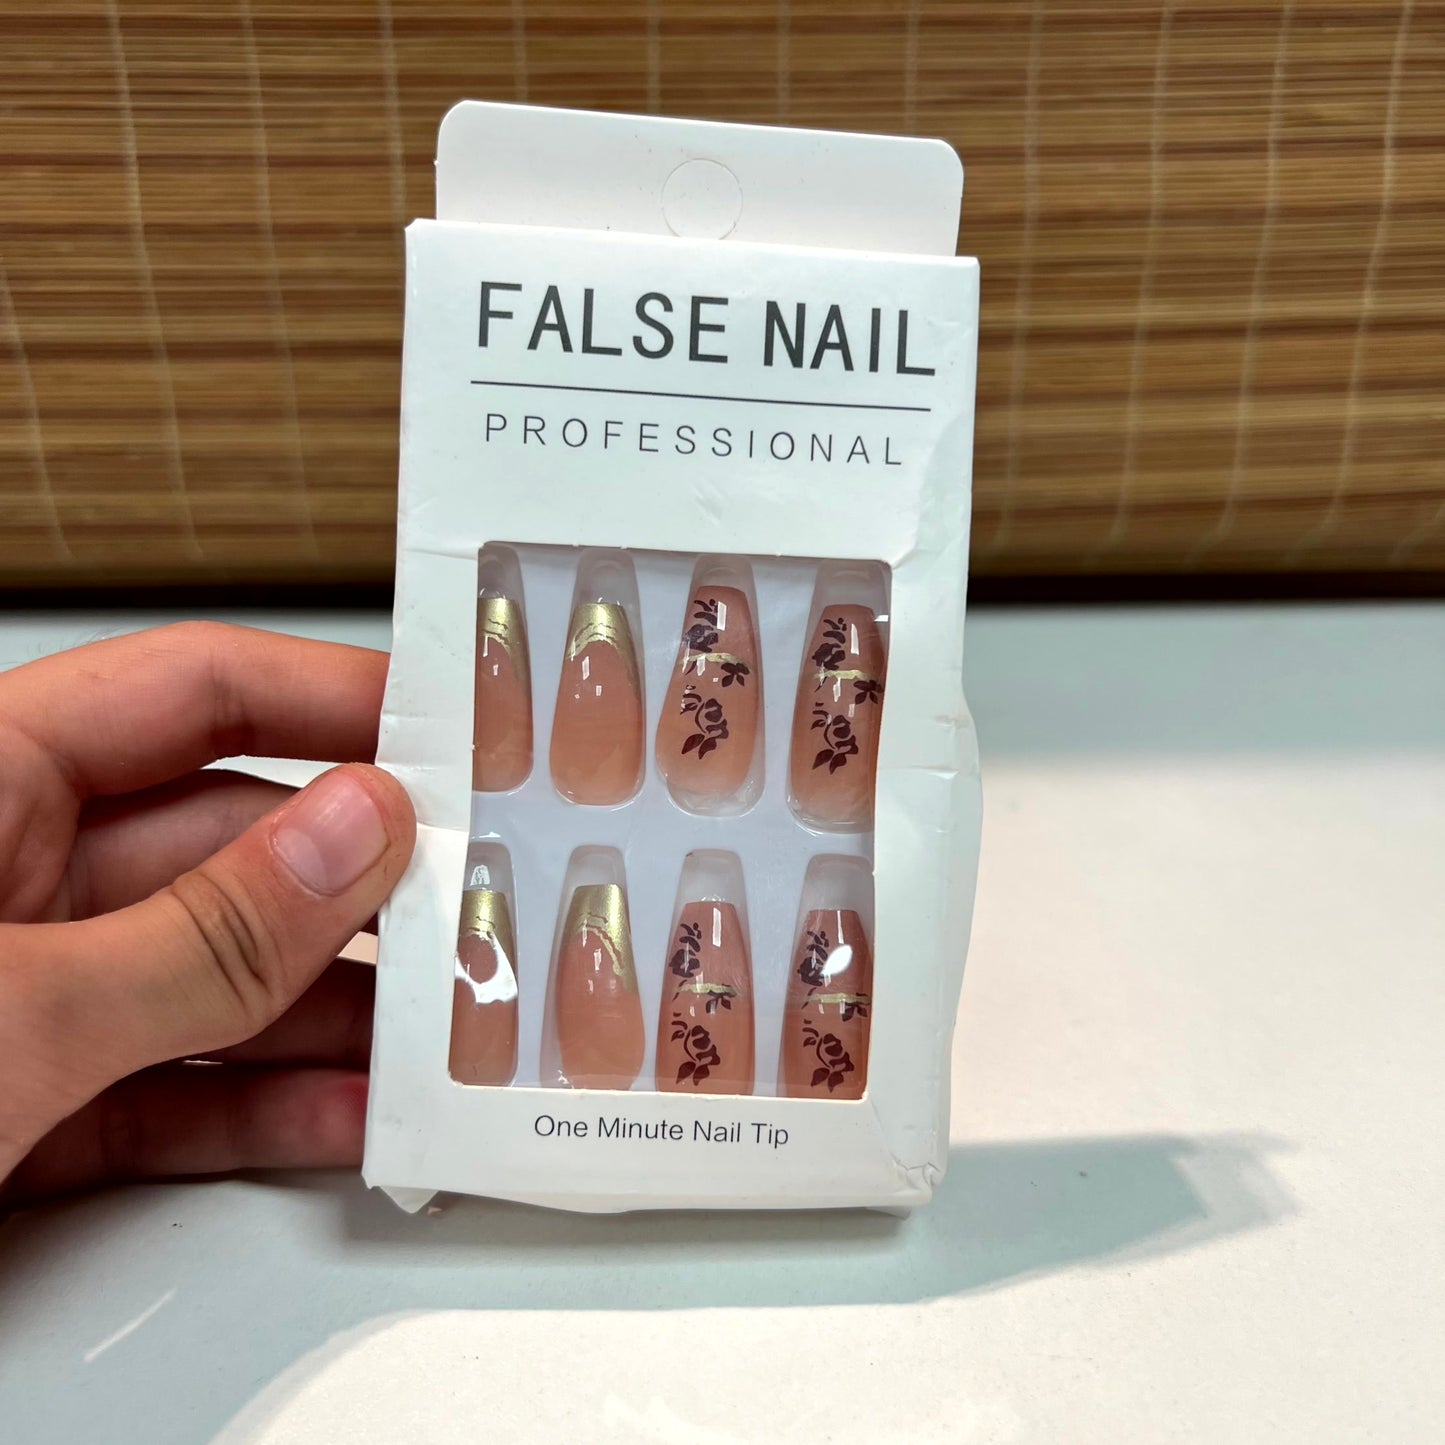 FALSE NAIL
PROFESSIONAL
One Minute Nail Tip